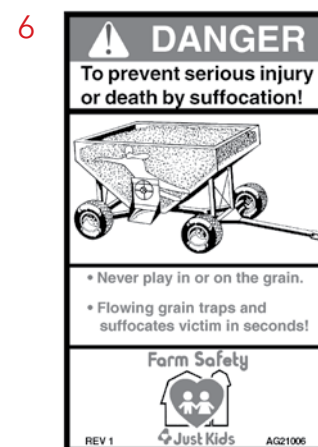 6
DANGER
To prevent serious injury
or death by suffocation!
• Never play in or on the grain.
• Flowing grain traps and
suffocates victim in seconds!
Farm Safety
4 Just Kids
REV 1
AG21006